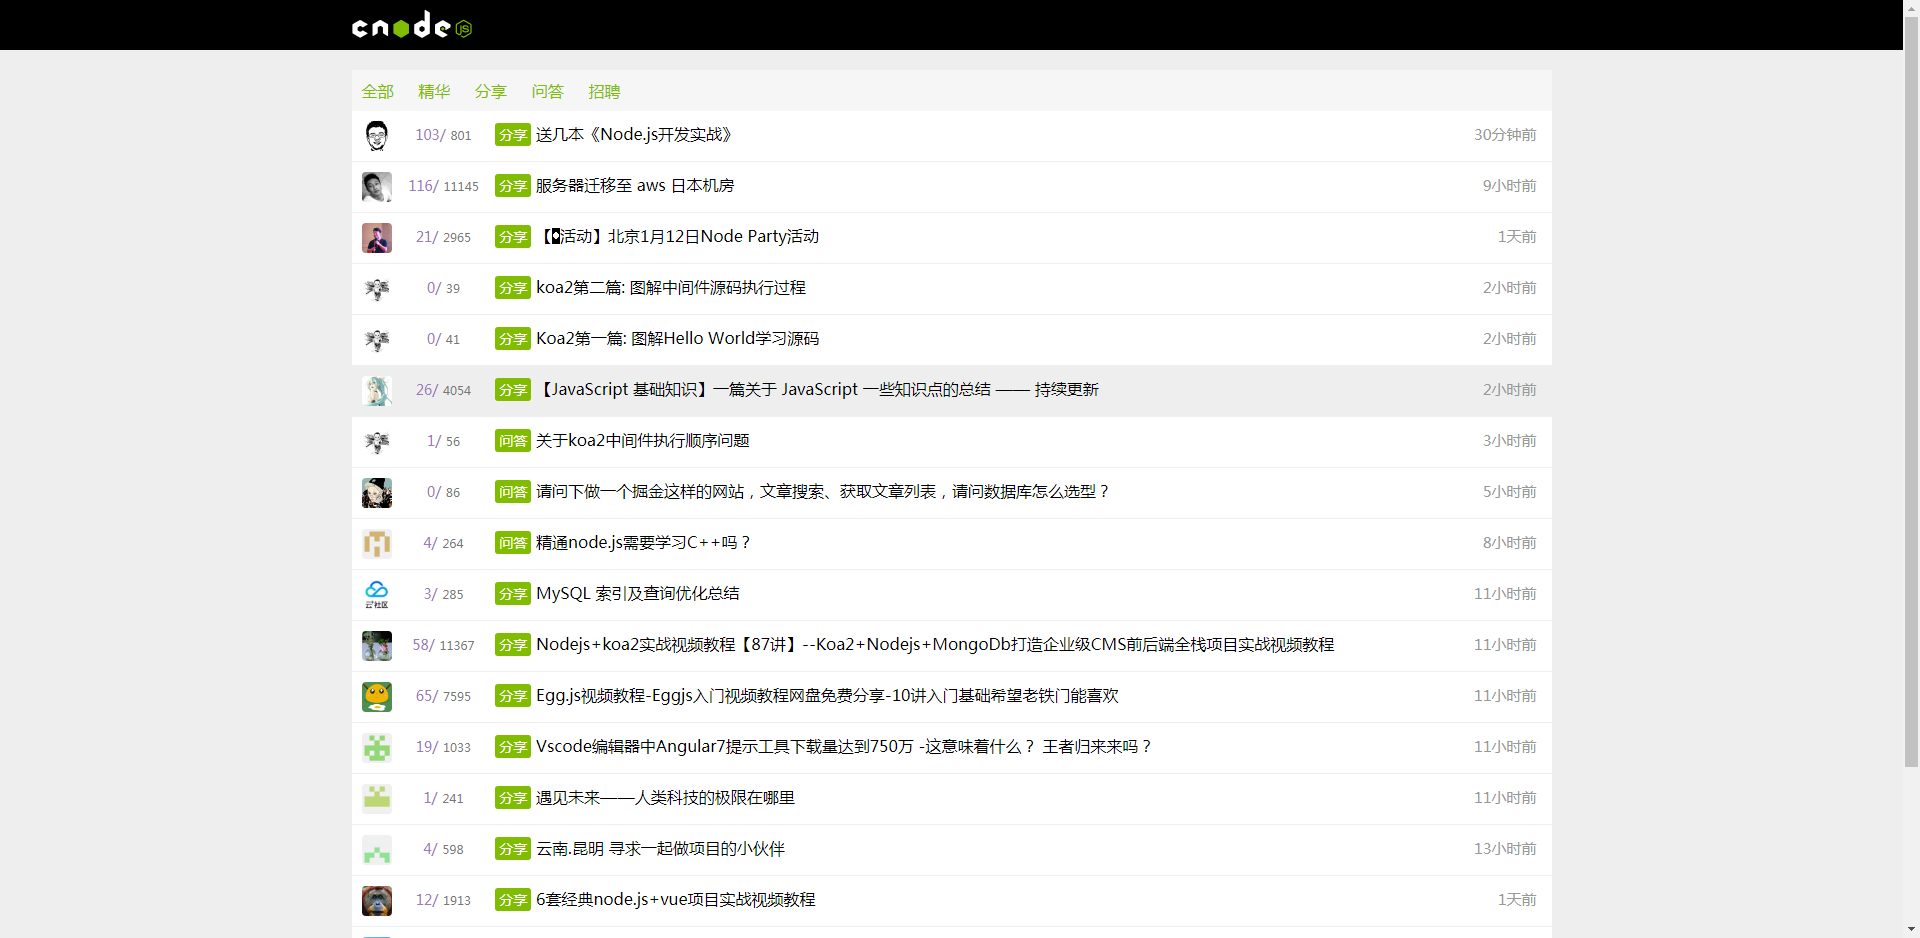 cnode JS
全部 精华 分享 问答 招聘
103/ 801 分享 送几本《Node.js开发实战》 30分钟前
116/ 11145 分享 服务器迁移至 aws 日本机房 9小时前
21/ 2965 分享 【�活动】北京1月12日Node Party活动 1天前
0/ 39 分享 koa2第二篇: 图解中间件源码执行过程 2小时前
0/ 41 分享 Koa2第一篇: 图解Hello World学习源码 2小时前
26/ 4054 分享 【JavaScript 基础知识】一篇关于 JavaScript 一些知识点的总结 —— 持续更新 2小时前
1/ 56 问答 关于koa2中间件执行顺序问题 3小时前
0/ 86 问答 请问下做一个掘金这样的网站，文章搜索、获取文章列表，请问数据库怎么选型？ 5小时前
4/ 264 问答 精通node.js需要学习C++吗？ 8小时前
云+社区 3/ 285 分享 MySQL 索引及查询优化总结 11小时前
58/ 11367 分享 Nodejs+koa2实战视频教程【87讲】--Koa2+Nodejs+MongoDb打造企业级CMS前后端全栈项目实战视频教程 11小时前
65/ 7595 分享 Egg.js视频教程-Eggjs入门视频教程网盘免费分享-10讲入门基础希望老铁门能喜欢 11小时前
19/ 1033 分享 Vscode编辑器中Angular7提示工具下载量达到750万 -这意味着什么？ 王者归来来吗？ 11小时前
1/ 241 分享 遇见未来——人类科技的极限在哪里 11小时前
4/ 598 分享 云南.昆明 寻求一起做项目的小伙伴 13小时前
12/ 1913 分享 6套经典node.js+vue项目实战视频教程 1天前